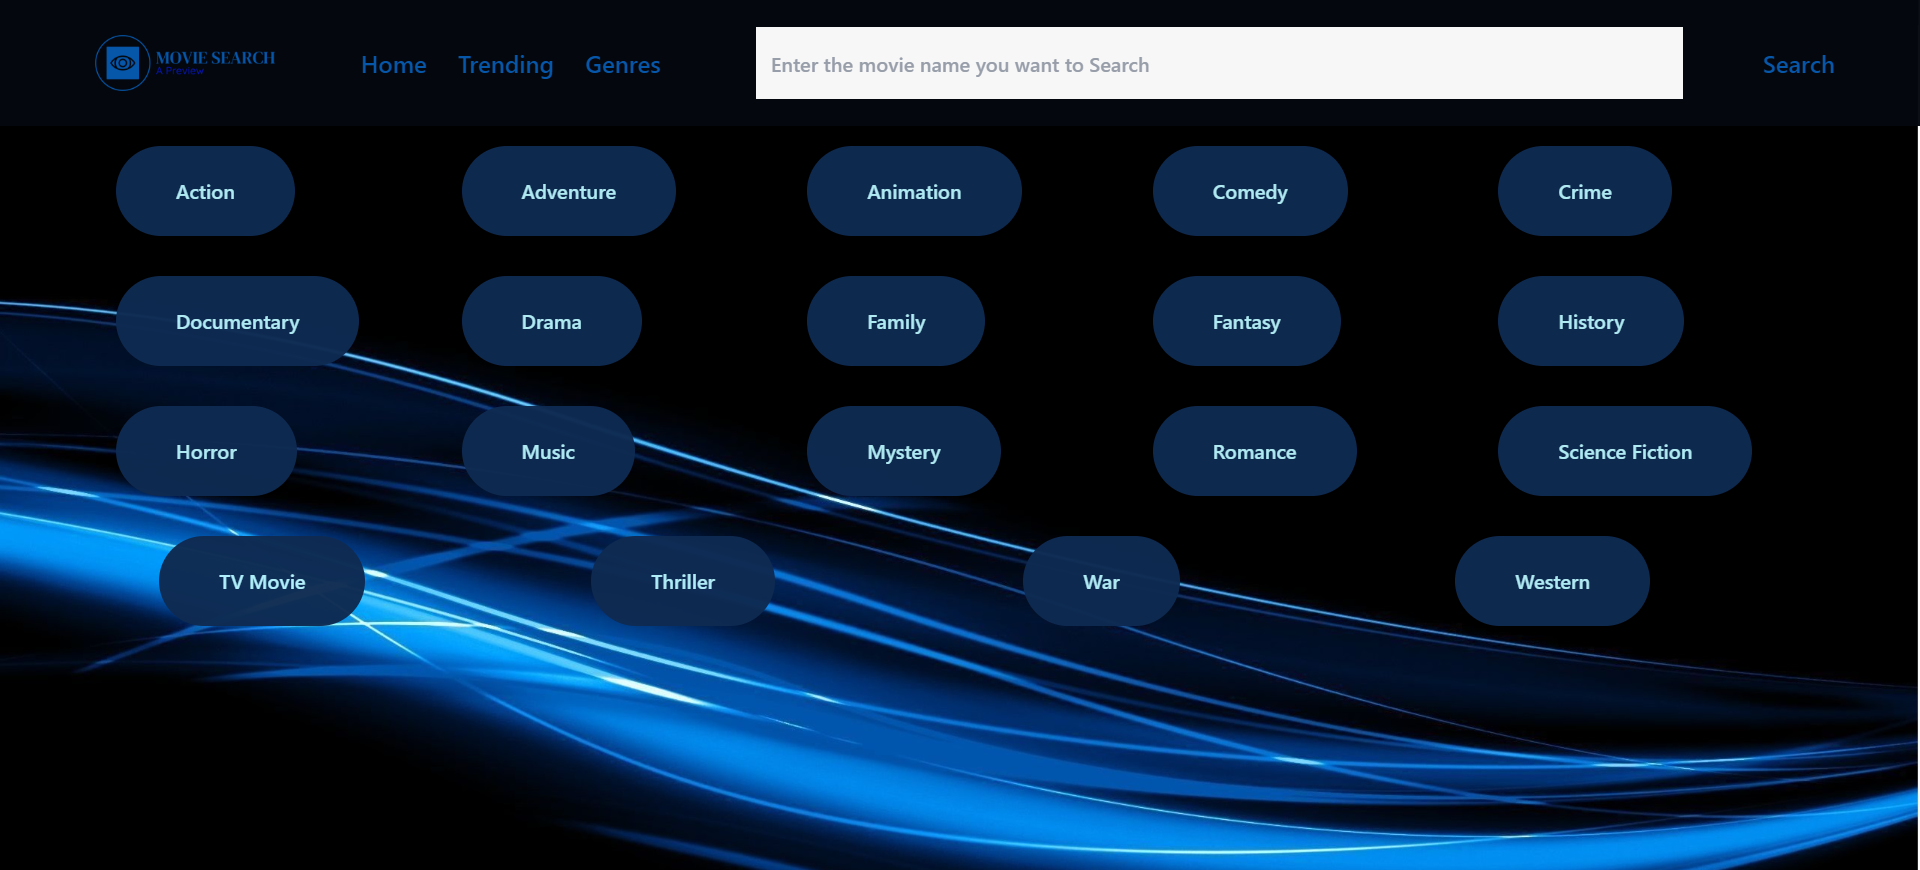 MOVIE SEARCH
A Preview
Home Trending Genres Enter the movie name you want to Search Search
Action Adventure Animation Comedy Crime
Documentary Drama Family Fantasy History
Horror Music Mystery Romance Science Fiction
TV Movie Thriller War Western